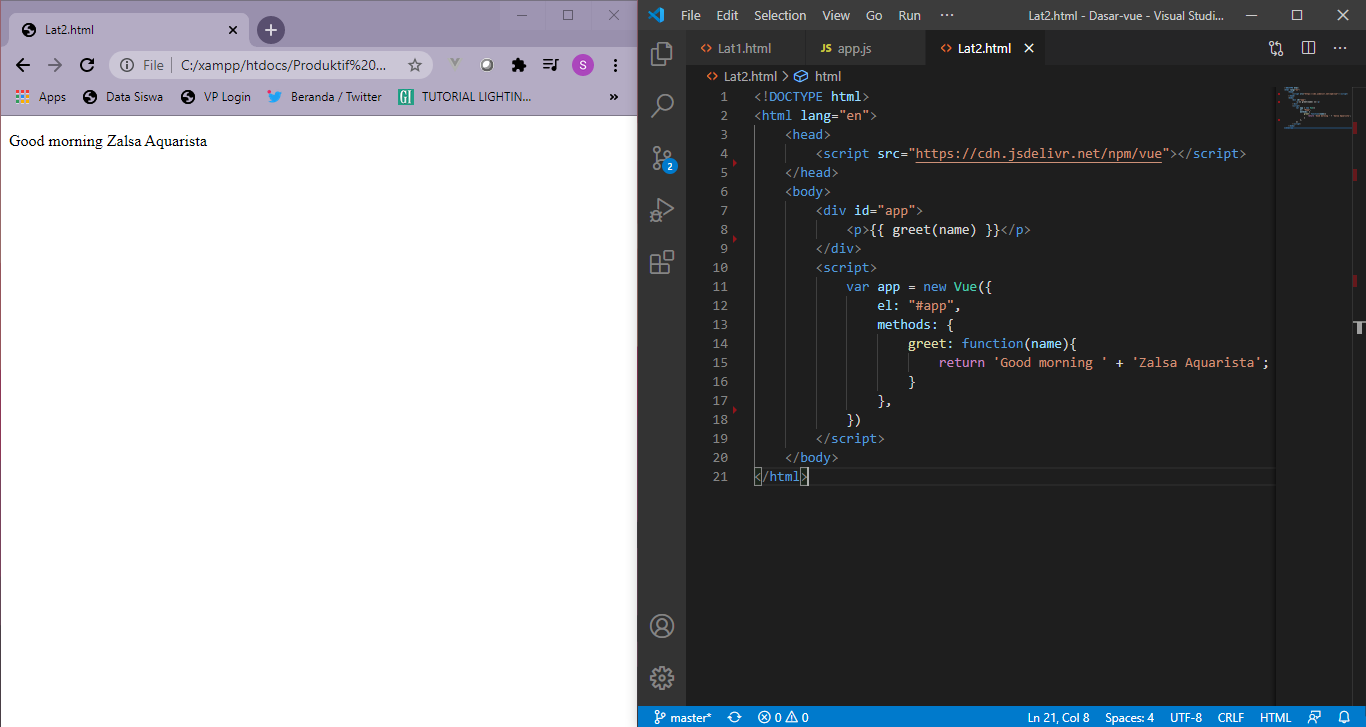 Lat2.html
File C:/xampp/htdocs/Produktif%20... S
Apps Data Siswa VP Login Beranda / Twitter GI TUTORIAL LIGHTIN... »
Good morning Zalsa Aquarista
File Edit Selection View Go Run ··· Lat2.html - Dasar-vue - Visual Studi...
<> Lat1.html JS app.js <> Lat2.html
<> Lat2.html > html
1 <!DOCTYPE html>
2 <html lang="en">
3 <head>
4 <script src="https://cdn.jsdelivr.net/npm/vue"></script>
5 </head>
6 <body>
7 <div id="app">
8 <p>{{ greet(name) }}</p>
9 </div>
10 <script>
11 var app = new Vue({
12 el: "#app",
13 methods: {
14 greet: function(name){
15 return 'Good morning ' + 'Zalsa Aquarista';
16 }
17 },
18 })
19 </script>
20 </body>
21 </html>
2
master* 0 0 Ln 21, Col 8 Spaces: 4 UTF-8 CRLF HTML